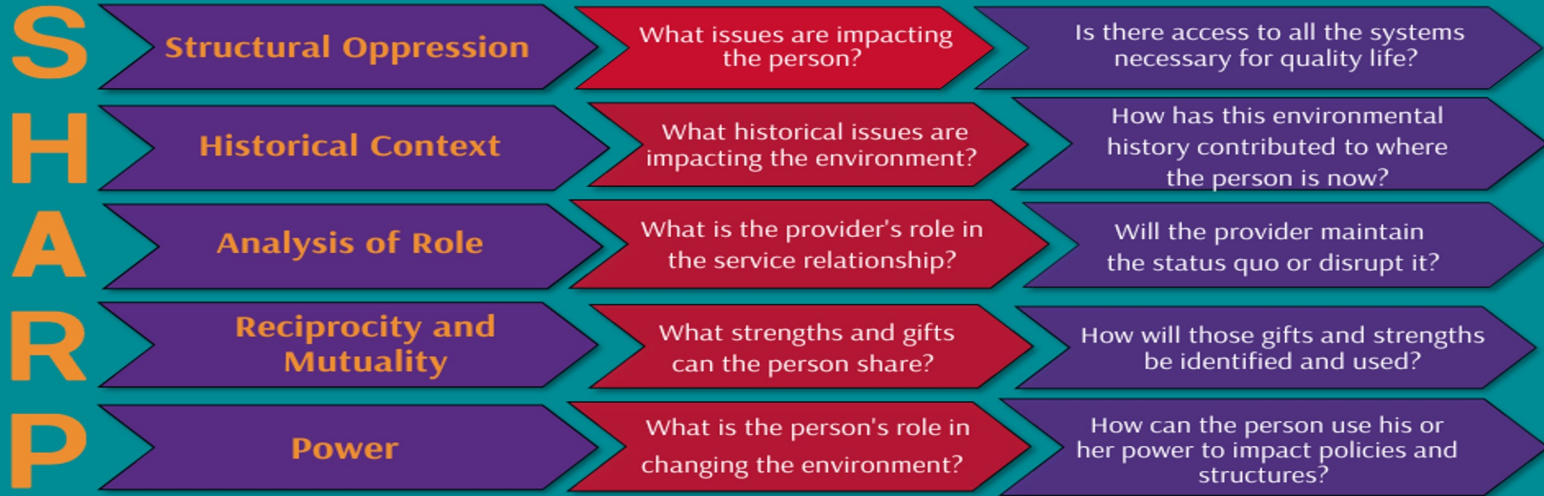 S
Structural Oppression
What issues are impacting
the person?
Is there access to all the systems
necessary for quality life?
H
Historical Context
What historical issues are
impacting the environment?
How has this environmental
history contributed to where
the person is now?
A
Analysis of Role
What is the provider's role in
the service relationship?
Will the provider maintain
the status quo or disrupt it?
R
Reciprocity and
Mutuality
What strengths and gifts
can the person share?
How will those gifts and strengths
be identified and used?
P
Power
What is the person's role in
changing the environment?
How can the person use his or
her power to impact policies and
structures?